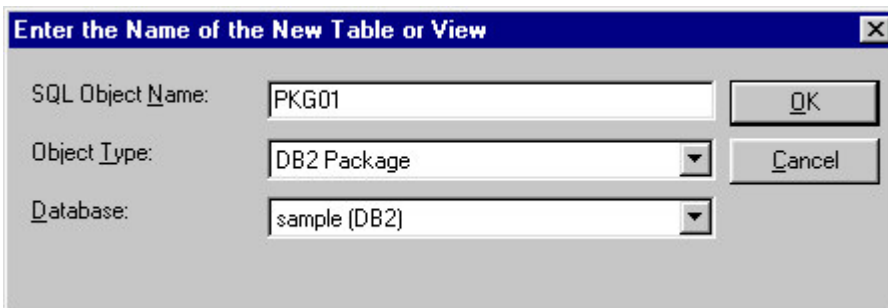 Enter the Name of the New Table or View
SQL Object Name: PKG01 OK
Object Type: DB2 Package Cancel
Database: sample (DB2)